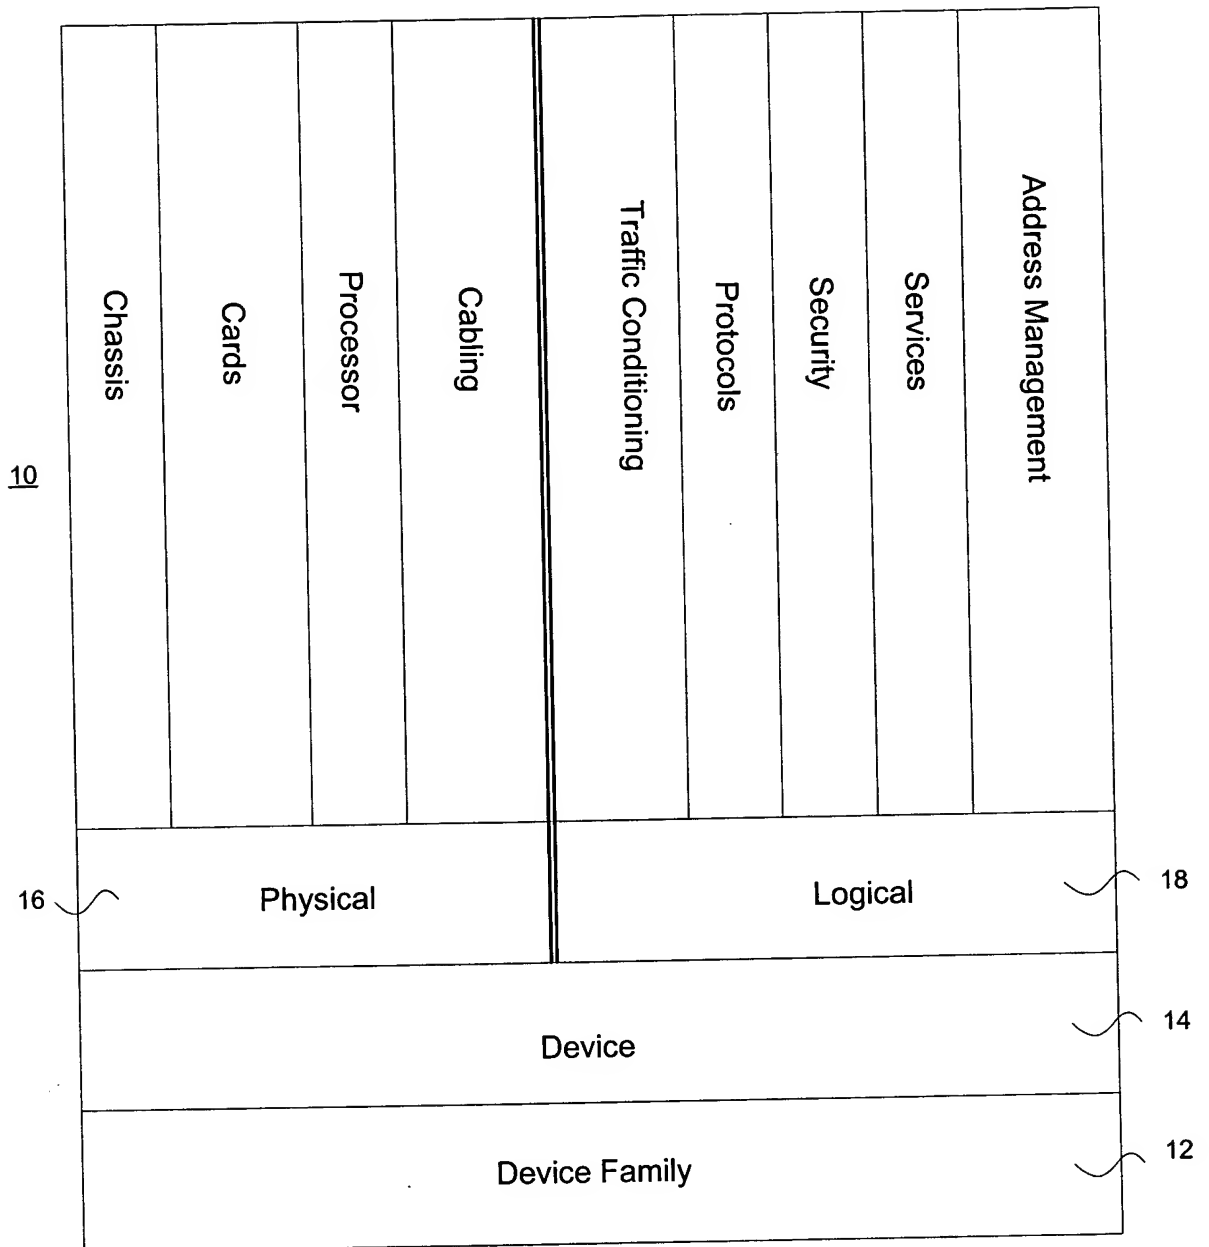 Chassis
Cards
Processor
Cabling
Traffic Conditioning
Protocols
Security
Services
Address Management
10
16
Physical
Logical
18
Device
14
Device Family
12